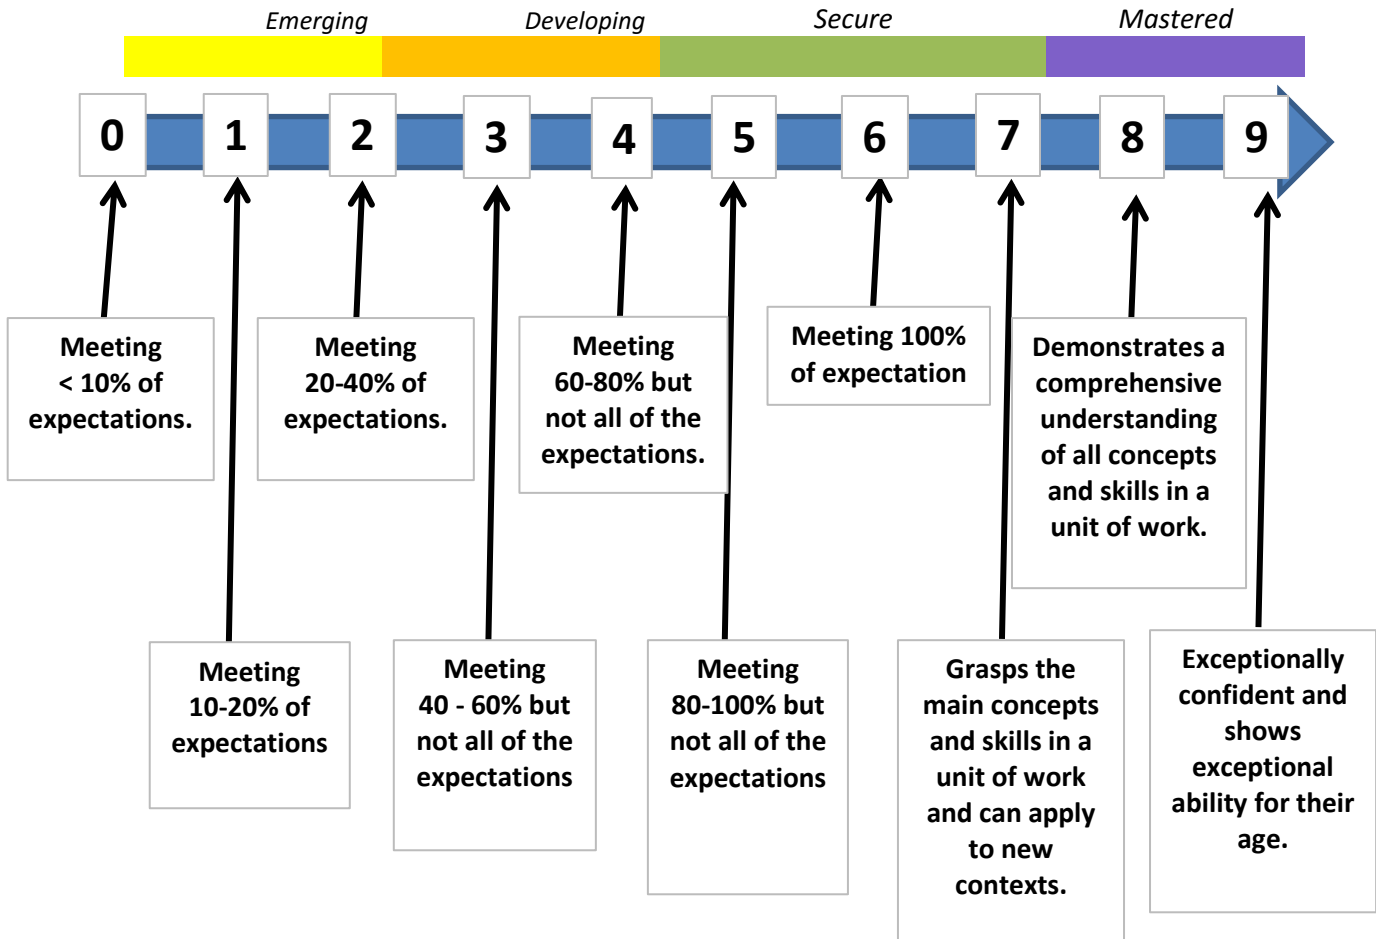 Emerging
Developing
Secure
Mastered
0
1
2
3
4
5
6
7
8
9
Meeting
< 10% of
expectations.
Meeting
20-40% of
expectations.
Meeting
60-80% but
not all of the
expectations.
Meeting 100%
of expectation
Demonstrates a
comprehensive
understanding
of all concepts
and skills in a
unit of work.
Meeting
10-20% of
expectations
Meeting
40 - 60% but
not all of the
expectations
Meeting
80-100% but
not all of the
expectations
Grasps the
main concepts
and skills in a
unit of work
and can apply
to new
contexts.
Exceptionally
confident and
shows
exceptional
ability for their
age.